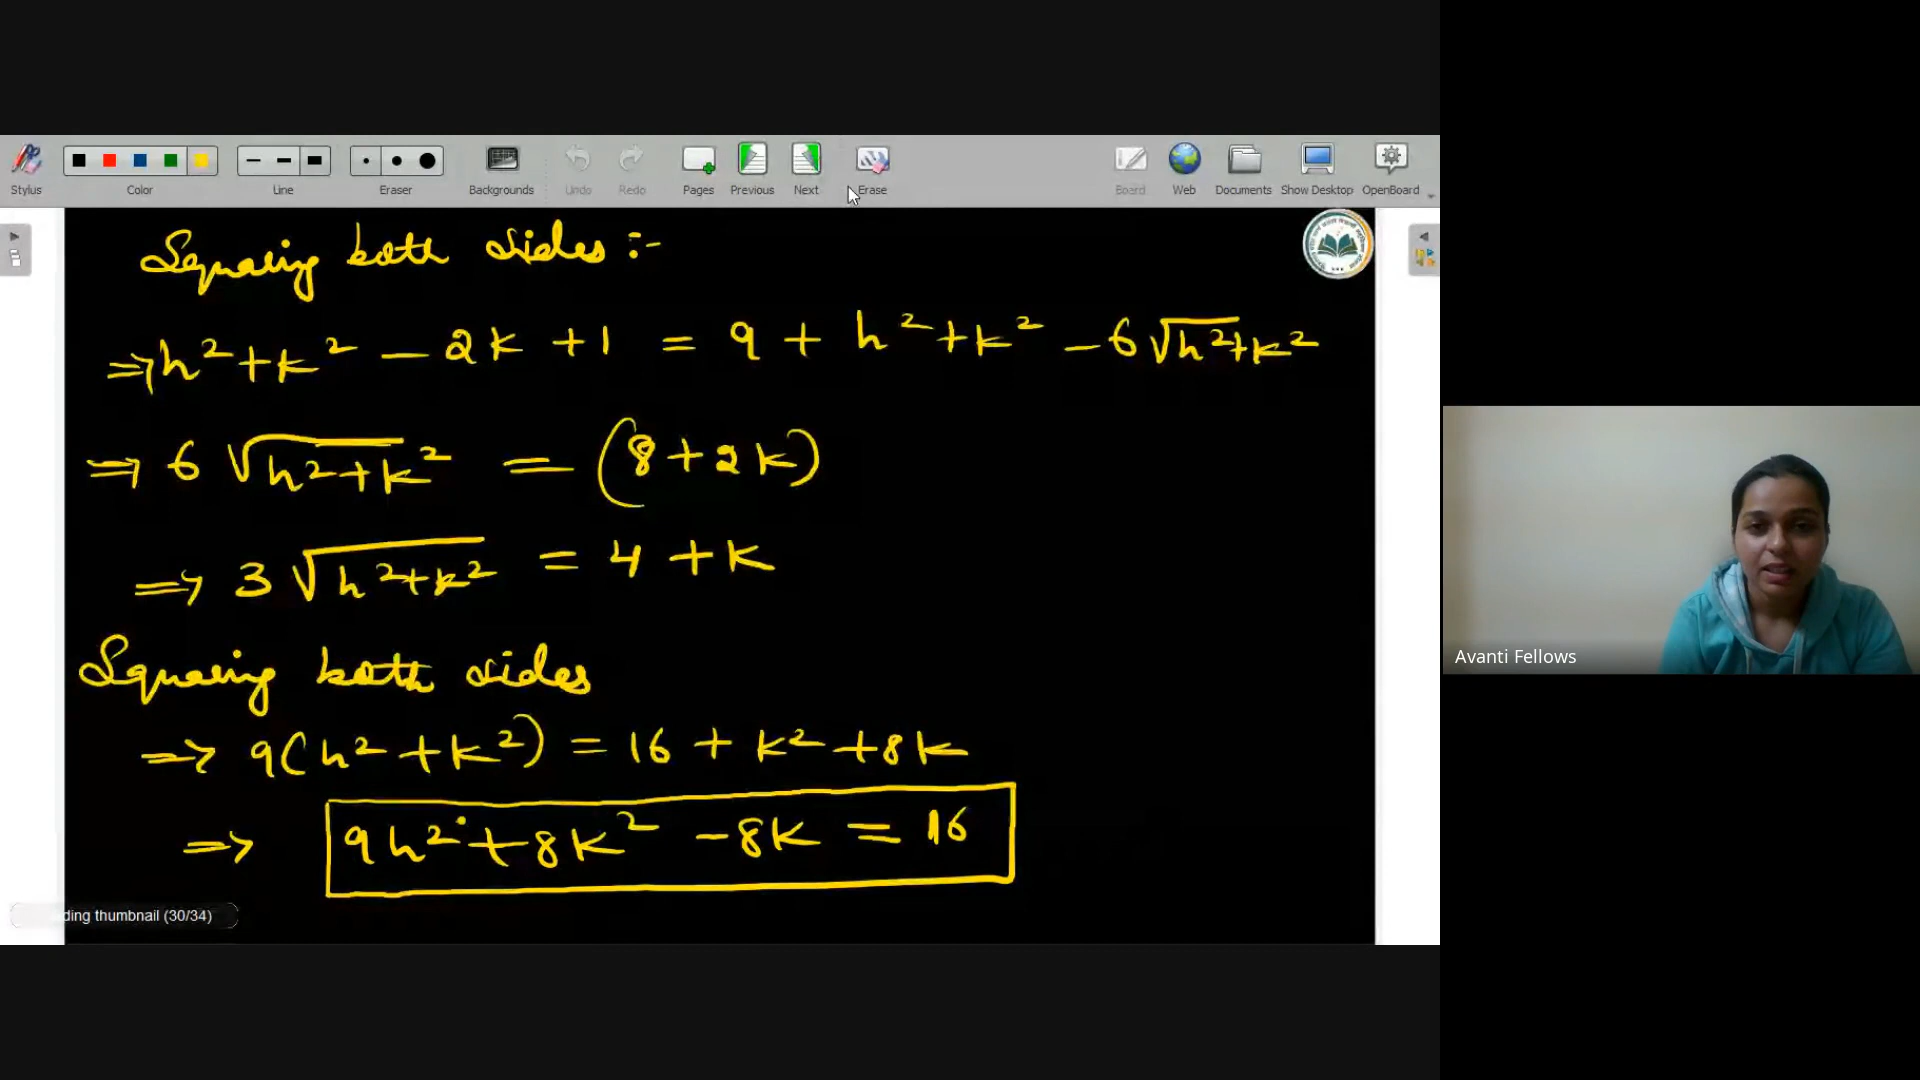 Stylus Color Line Eraser Backgrounds Undo Redo Pages Previous Next Erase Board Web Documents Show Desktop OpenBoard
Squaring both sides :-
⇒ h² + k² - 2k + 1 = 9 + h² + k² - 6√h²+k²
⇒ 6 √h²+k² = (8 + 2k)
⇒ 3 √h²+k² = 4 + k
Squaring both sides
⇒ 9(h² + k²) = 16 + k² + 8k
⇒ 9h² + 8k² - 8k = 16
ding thumbnail (30/34)
Avanti Fellows